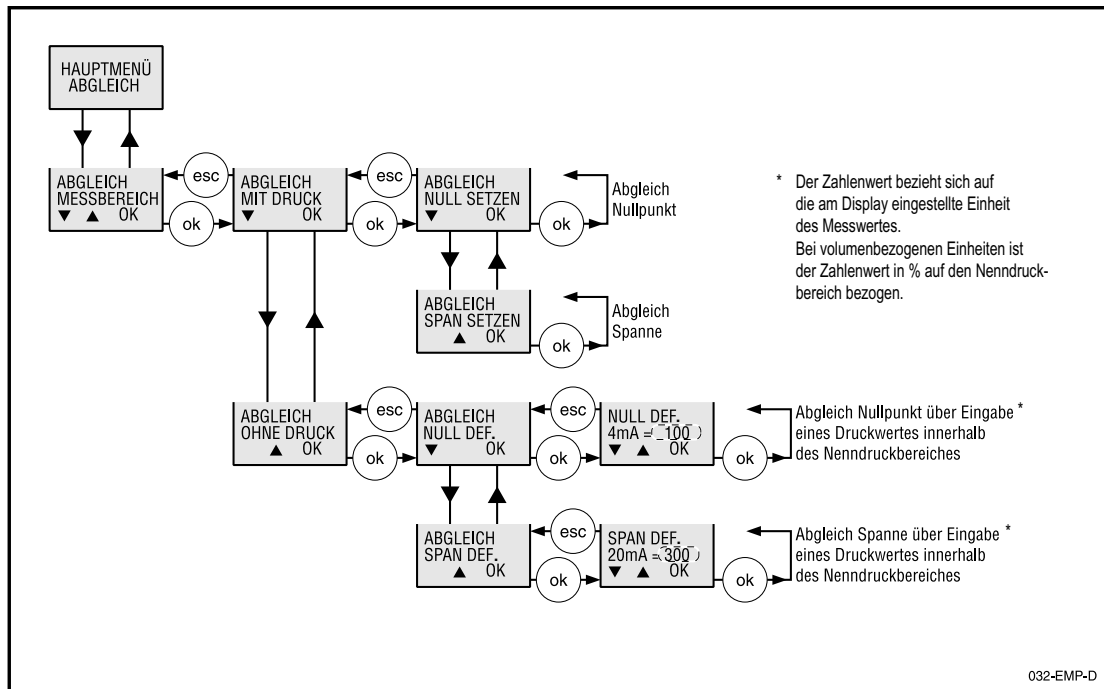 HAUPTMENÜ
ABGLEICH
ABGLEICH
MESSBEREICH
▼ ▲ OK
esc
ok
ABGLEICH
MIT DRUCK
▼ OK
esc
ok
ABGLEICH
NULL SETZEN
▼ OK
ok
Abgleich
Nullpunkt
* Der Zahlenwert bezieht sich auf
die am Display eingestellte Einheit
des Messwertes.
Bei volumenbezogenen Einheiten ist
der Zahlenwert in % auf den Nenndruck-
bereich bezogen.
ABGLEICH
SPAN SETZEN
▲ OK
ok
Abgleich
Spanne
ABGLEICH
OHNE DRUCK
▲ OK
esc
ok
ABGLEICH
NULL DEF.
▼ OK
esc
ok
NULL DEF.
4mA = 100
▼ ▲ OK
ok
Abgleich Nullpunkt über Eingabe *
eines Druckwertes innerhalb
des Nenndruckbereiches
ABGLEICH
SPAN DEF.
▲ OK
esc
ok
SPAN DEF.
20mA = 300
▼ ▲ OK
ok
Abgleich Spanne über Eingabe *
eines Druckwertes innerhalb
des Nenndruckbereiches
032-EMP-D